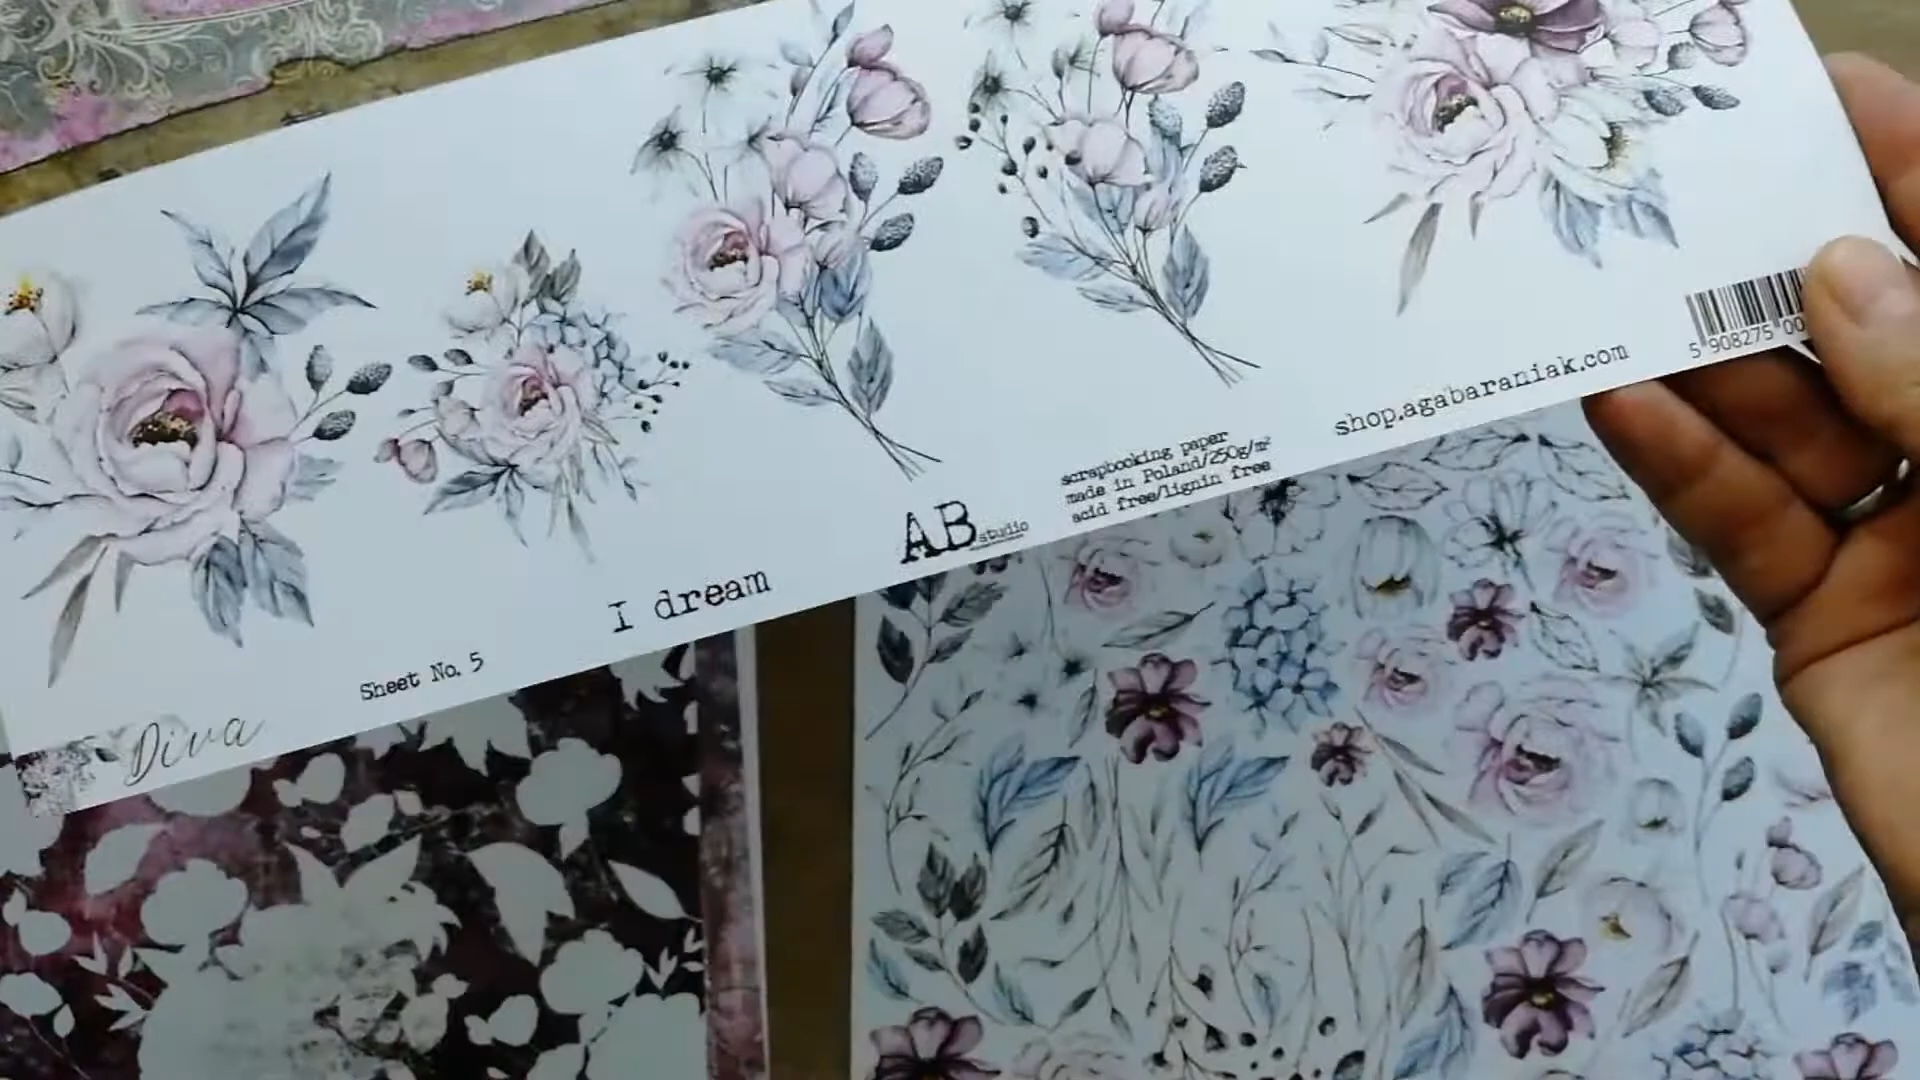 Diva
Sheet No. 5
I dream
AB studio
scrapbooking paper
made in Poland/250g/m²
acid free/lignin free
shop.agabaraniak.com
5 908275 00